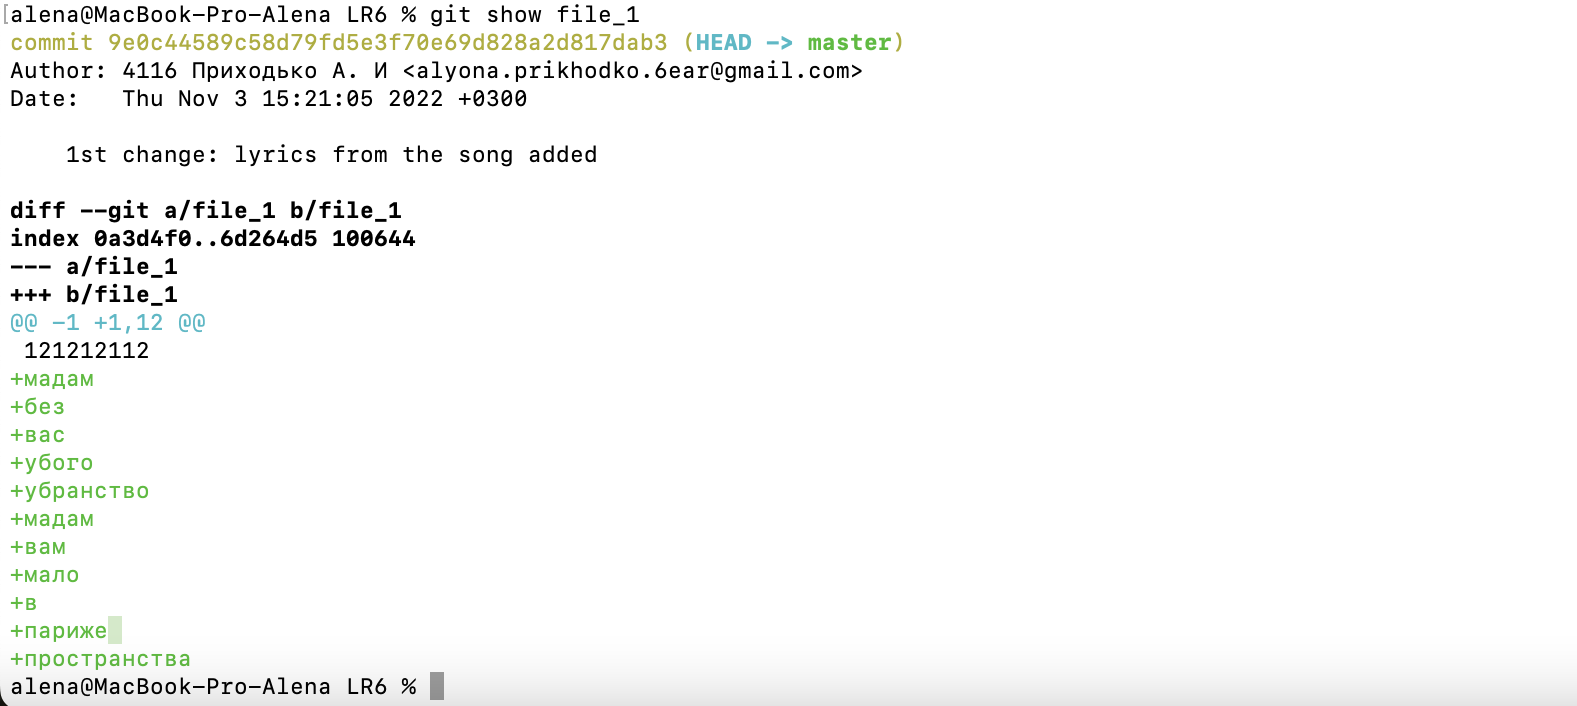 [alena@MacBook-Pro-Alena LR6 % git show file_1
commit 9e0c44589c58d79fd5e3f70e69d828a2d817dab3 (HEAD -> master)
Author: 4116 Приходько А. И <alyona.prikhodko.6ear@gmail.com>
Date:   Thu Nov 3 15:21:05 2022 +0300
    1st change: lyrics from the song added
diff --git a/file_1 b/file_1
index 0a3d4f0..6d264d5 100644
--- a/file_1
+++ b/file_1
@@ -1 +1,12 @@
 121212112
+мадам
+без
+вас
+убого
+убранство
+мадам
+вам
+мало
+в
+париже
+пространства
alena@MacBook-Pro-Alena LR6 %